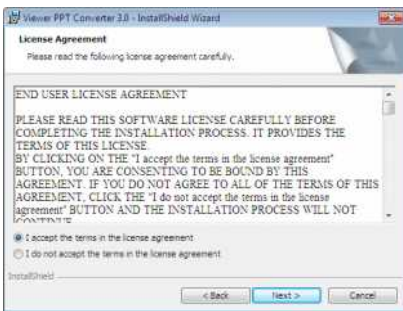 Viewer PPT Converter 3.0 - InstallShield Wizard
License Agreement
Please read the following license agreement carefully.
END USER LICENSE AGREEMENT
PLEASE READ THIS SOFTWARE LICENSE CAREFULLY BEFORE
COMPLETING THE INSTALLATION PROCESS. IT PROVIDES THE
TERMS OF THIS LICENSE.
BY CLICKING ON THE "I accept the terms in the license agreement"
BUTTON, YOU ARE CONSENTING TO BE BOUND BY THIS
AGREEMENT. IF YOU DO NOT AGREE TO ALL OF THE TERMS OF THIS
AGREEMENT, CLICK THE "I do not accept the terms in the license
agreement" BUTTON AND THE INSTALLATION PROCESS WILL NOT
CONTINUE
I accept the terms in the license agreement
I do not accept the terms in the license agreement
InstallShield
< Back
Next >
Cancel